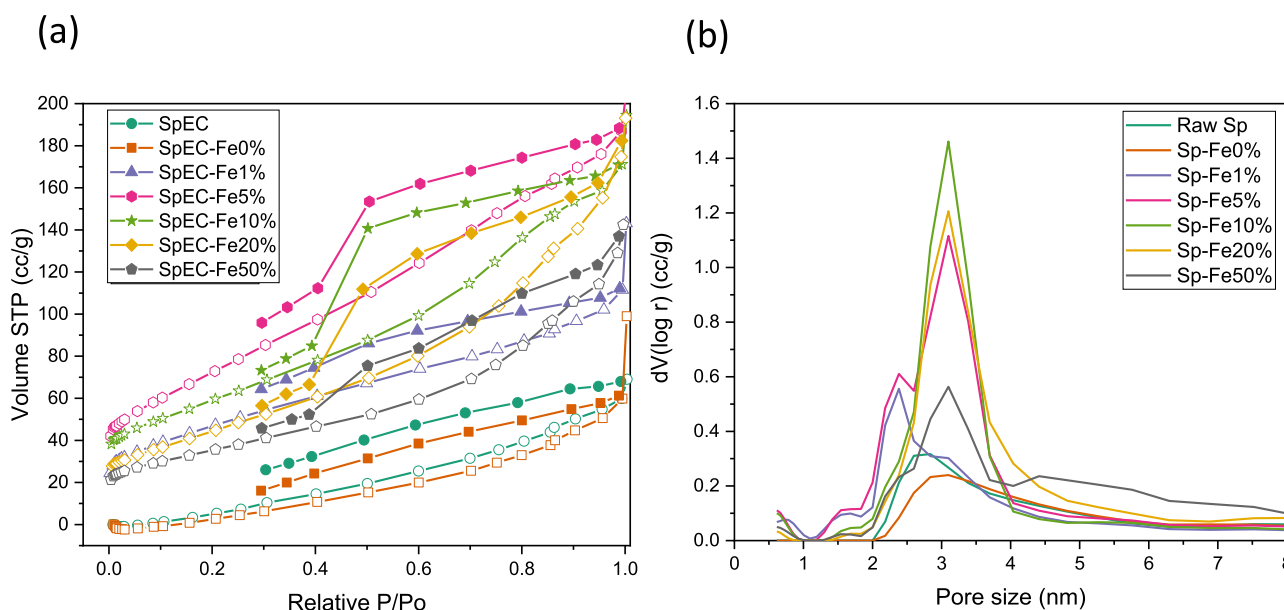 (a)
(b)
Volume STP (cc/g)
200
180
160
140
120
100
80
60
40
20
0
SpEC
SpEC-Fe0%
SpEC-Fe1%
SpEC-Fe5%
SpEC-Fe10%
SpEC-Fe20%
SpEC-Fe50%
0.0 0.2 0.4 0.6 0.8 1.0
Relative P/Po
dV(log r) (cc/g)
1.6
1.4
1.2
1.0
0.8
0.6
0.4
0.2
0.0
Raw Sp
Sp-Fe0%
Sp-Fe1%
Sp-Fe5%
Sp-Fe10%
Sp-Fe20%
Sp-Fe50%
0 1 2 3 4 5 6 7 8
Pore size (nm)